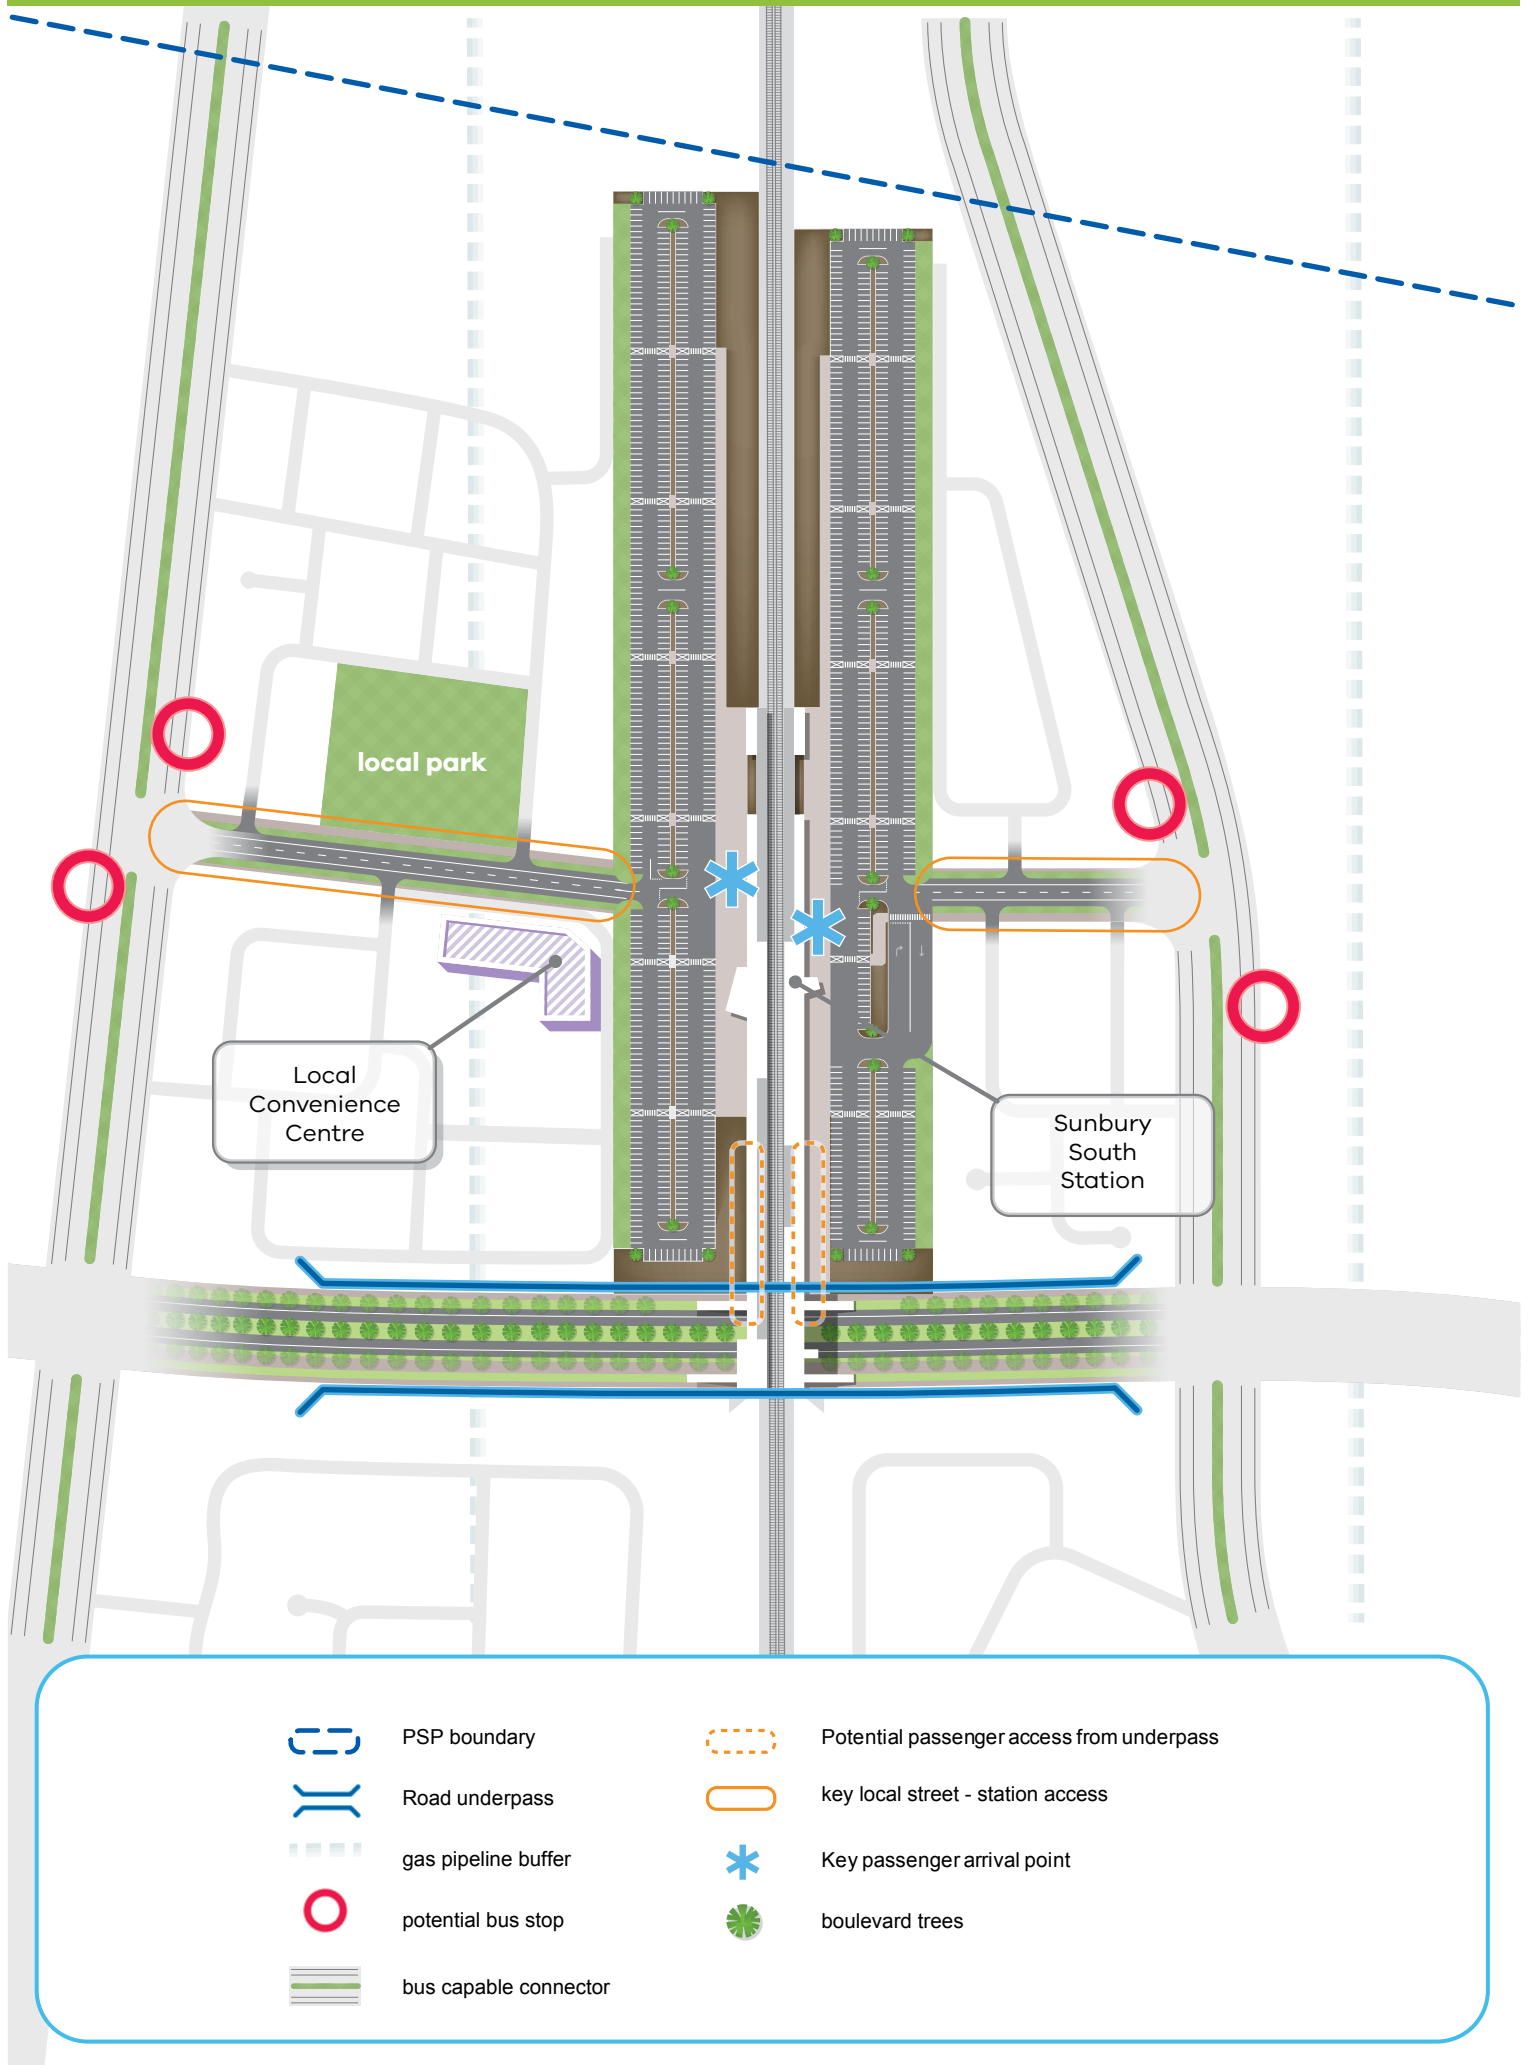 local park
Local
Convenience
Centre
Sunbury
South
Station
PSP boundary
Road underpass
gas pipeline buffer
potential bus stop
bus capable connector
Potential passenger access from underpass
key local street - station access
Key passenger arrival point
boulevard trees